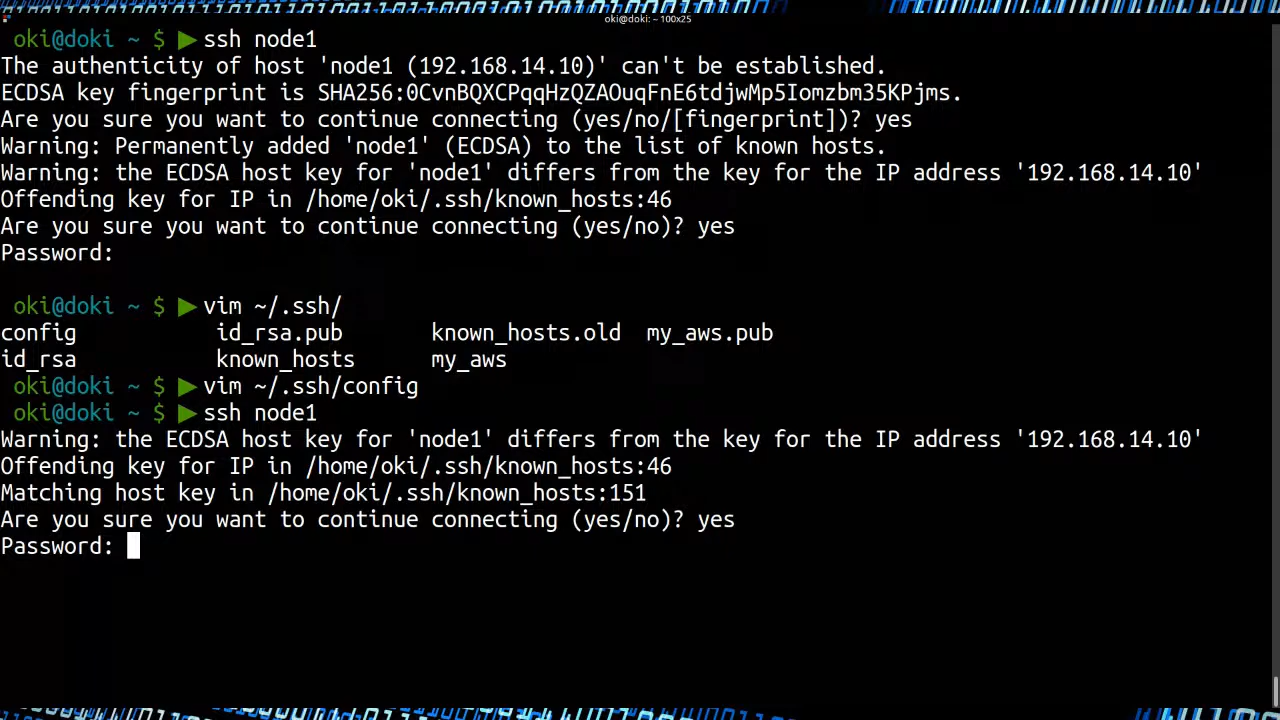 oki@doki: ~ 100x25
oki@doki ~ $ ▶ ssh node1
The authenticity of host 'node1 (192.168.14.10)' can't be established.
ECDSA key fingerprint is SHA256:0CvnBQXCPqqHzQZAOuqFnE6tdjwMp5Iomzbm35KPjms.
Are you sure you want to continue connecting (yes/no/[fingerprint])? yes
Warning: Permanently added 'node1' (ECDSA) to the list of known hosts.
Warning: the ECDSA host key for 'node1' differs from the key for the IP address '192.168.14.10'
Offending key for IP in /home/oki/.ssh/known_hosts:46
Are you sure you want to continue connecting (yes/no)? yes
Password:
oki@doki ~ $ ▶ vim ~/.ssh/
config id_rsa.pub known_hosts.old my_aws.pub
id_rsa known_hosts my_aws
oki@doki ~ $ ▶ vim ~/.ssh/config
oki@doki ~ $ ▶ ssh node1
Warning: the ECDSA host key for 'node1' differs from the key for the IP address '192.168.14.10'
Offending key for IP in /home/oki/.ssh/known_hosts:46
Matching host key in /home/oki/.ssh/known_hosts:151
Are you sure you want to continue connecting (yes/no)? yes
Password: